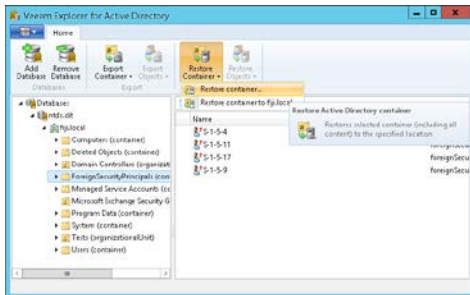 Veeam Explorer for Active Directory
Home
Add Database
Remove Database
Export Container
Export Objects
Restore Container
Restore Objects
Databases
Export
Restore container...
Restore container to fiji.local
Restore Active Directory container
Restores selected container (including all content) to the specified location
Databases
ntds.dit
fiji.local
Computers (container)
Deleted Objects (container)
Domain Controllers (organizati
ForeignSecurityPrincipals (con
Managed Service Accounts (co
Microsoft Exchange Security G
Program Data (container)
System (container)
Tests (organizationalUnit)
Users (container)
Name
S-1-5-4
S-1-5-11
foreignSecu
S-1-5-17
foreignSecu
S-1-5-9
foreignSecu